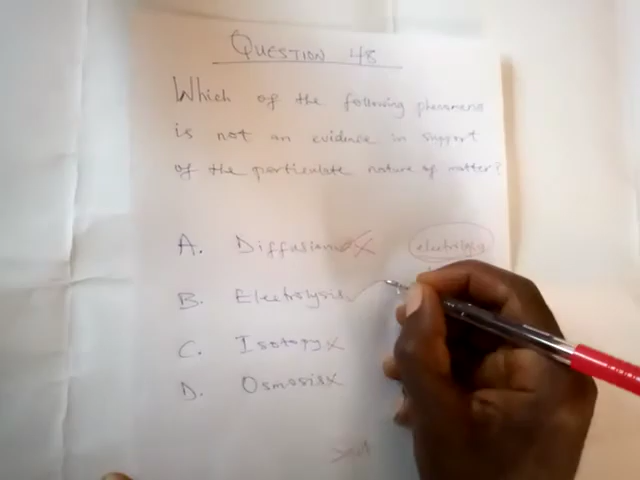 QUESTION 48
Which of the following phenomena
is not an evidence in support
of the particulate nature of matter?
A. Diffusion
electrolysis
B. Electrolysis
C. Isotopy
D. Osmosis